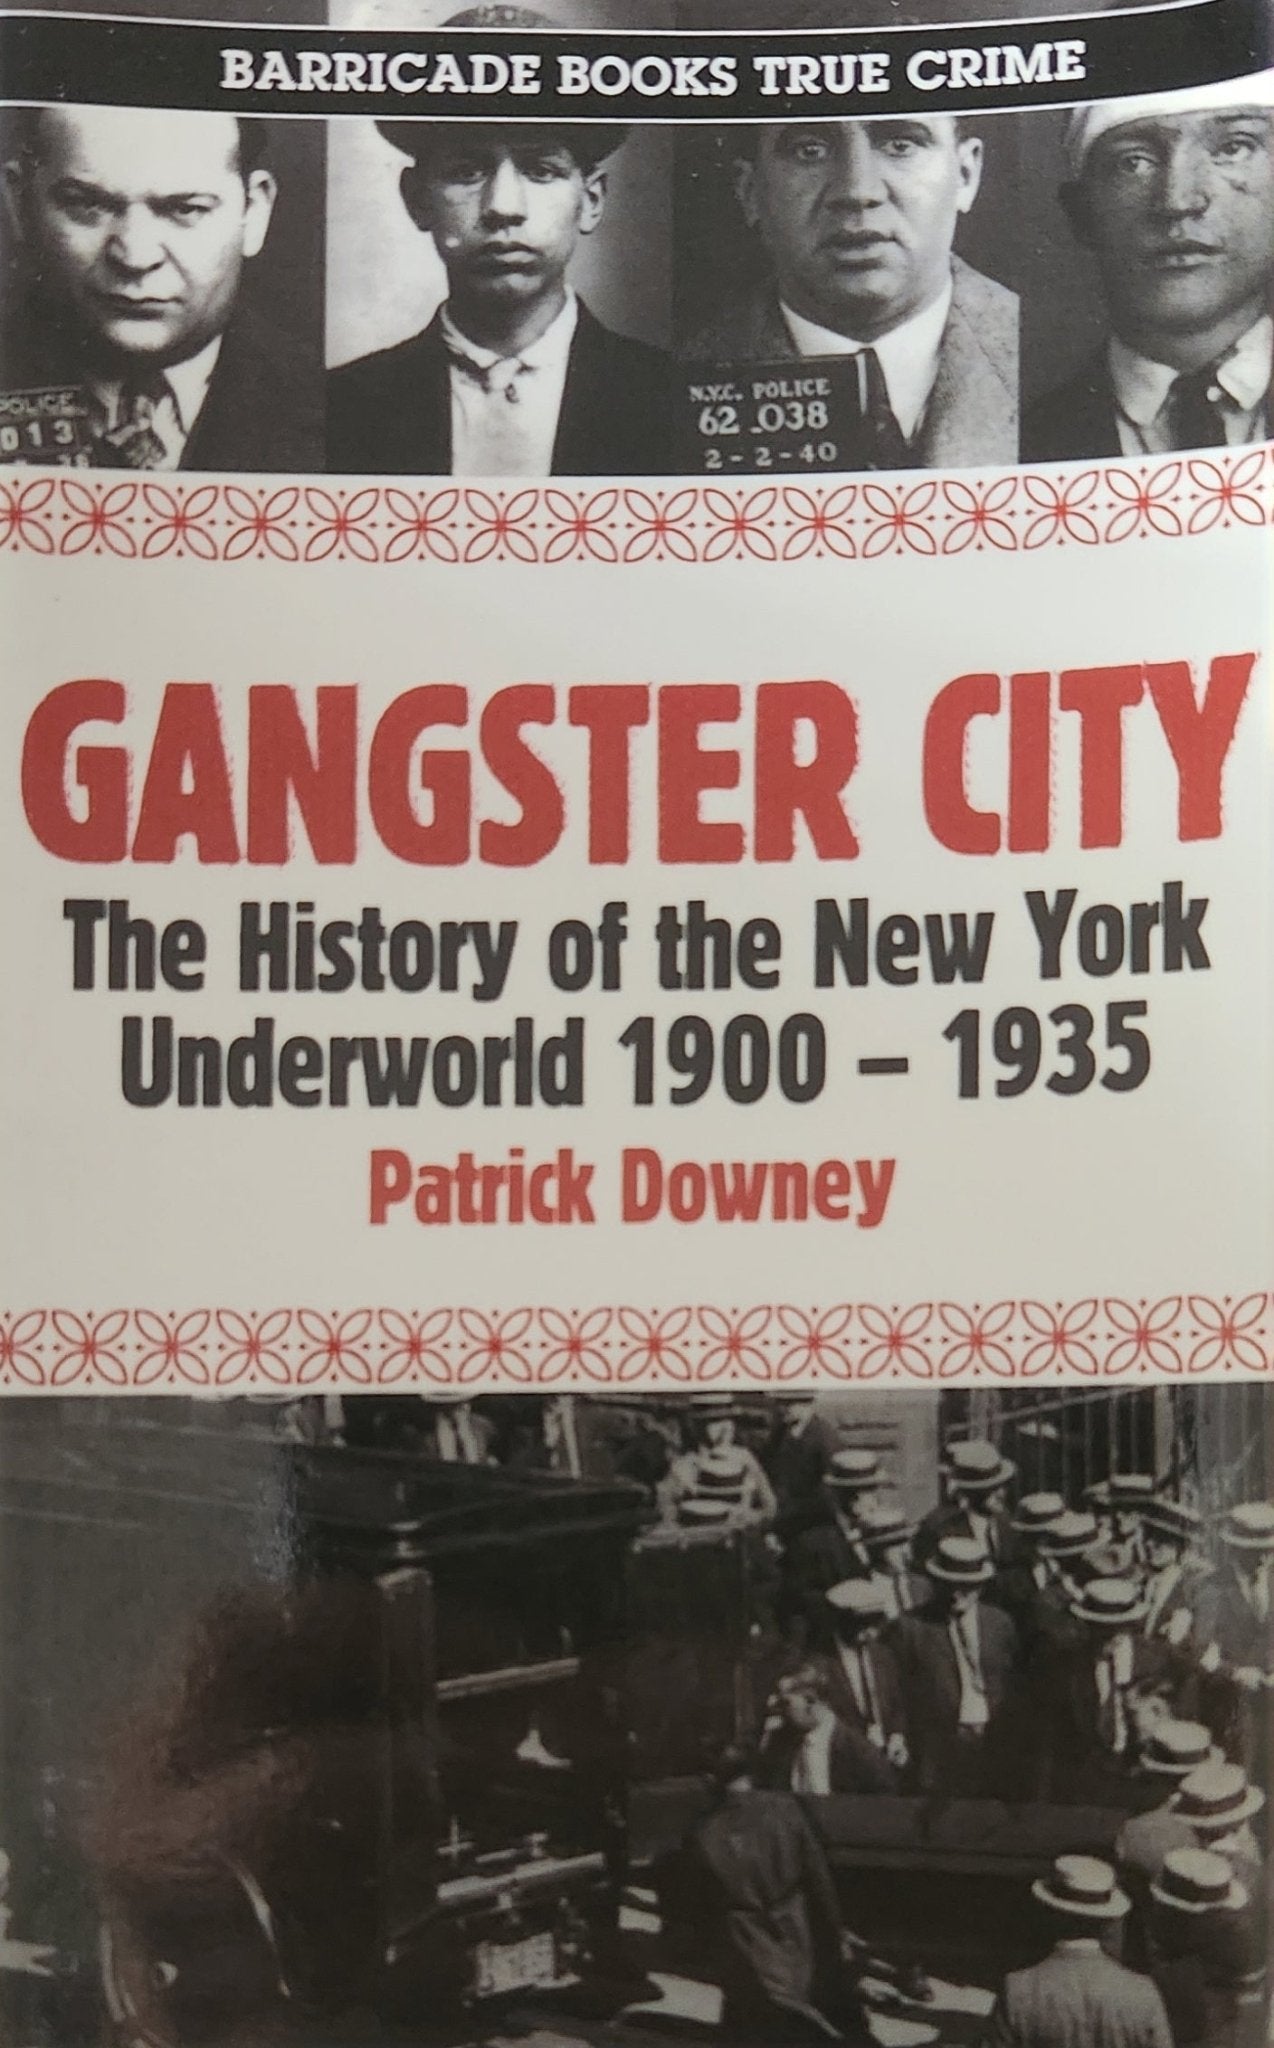 BARRICADE BOOKS TRUE CRIME
POLICE
013
N.Y.C. POLICE
62 038
2-2-40
GANGSTER CITY
The History of the New York
Underworld 1900 – 1935
Patrick Downey